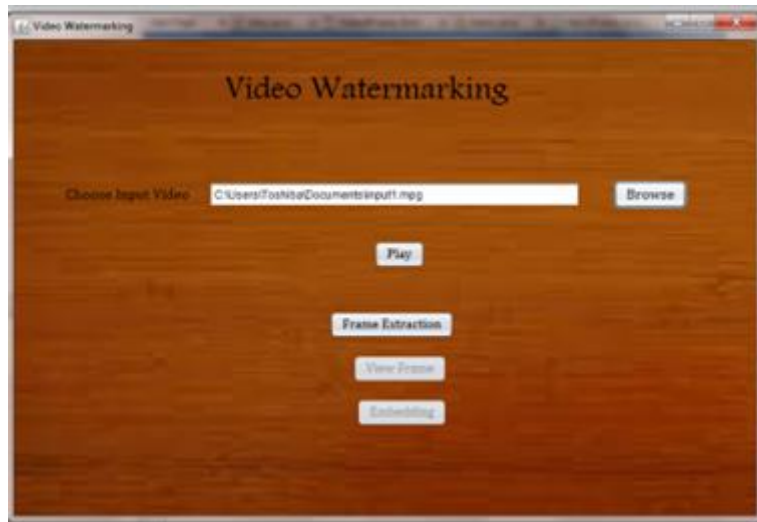 Video Watermarking
Video Watermarking
Choose Input Video C:\Users\Toshiba\Documents\input1.mpg Browse
Play
Frame Extraction
View Frame
Embedding